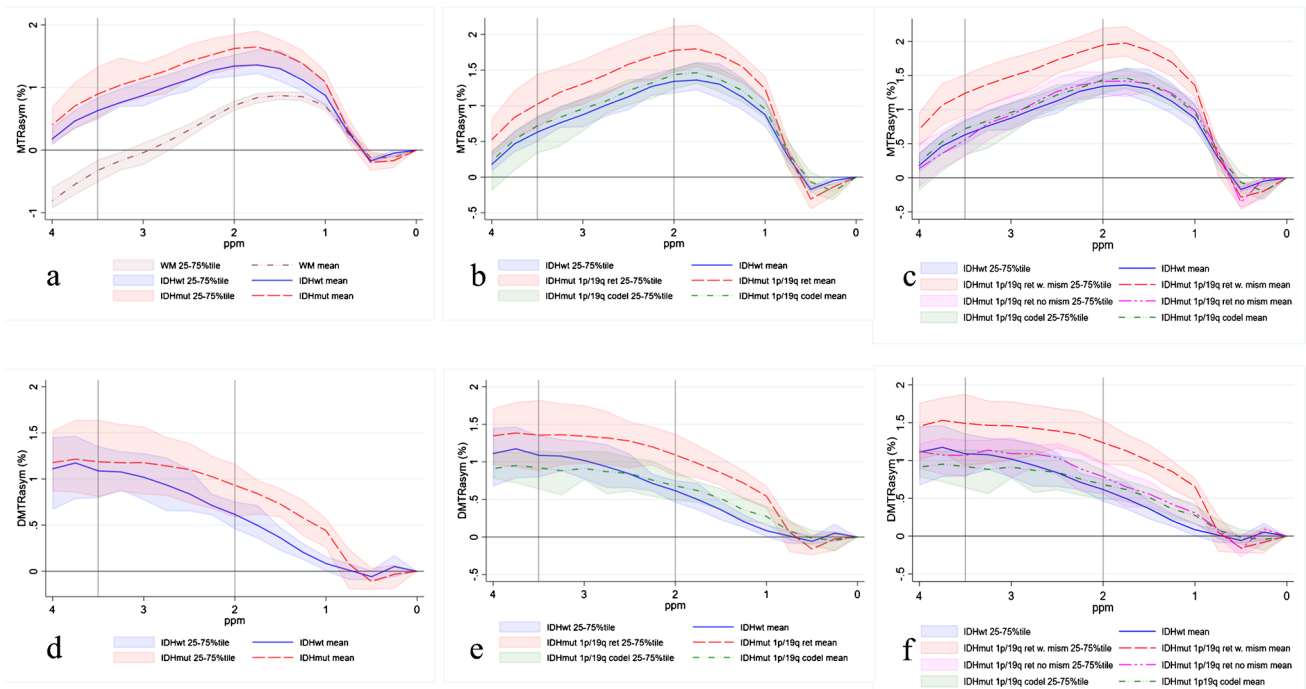 2
1
0
-1
MTRasym (%)
4 3 2 1 0
ppm
a
WM 25-75%tile WM mean
IDHwt 25-75%tile IDHwt mean
IDHmut 25-75%tile IDHmut mean
2
1.5
1
.5
0
-.5
MTRasym (%)
4 3 2 1 0
ppm
b
IDHwt 25-75%tile IDHwt mean
IDHmut 1p/19q ret 25-75%tile IDHmut 1p/19q ret mean
IDHmut 1p/19q codel 25-75%tile IDHmut 1p/19q codel mean
2
1.5
1
.5
0
-.5
MTRasym (%)
4 3 2 1 0
ppm
c
IDHwt 25-75%tile IDHwt mean
IDHmut 1p/19q ret w. mism 25-75%tile IDHmut 1p/19q ret w. mism mean
IDHmut 1p/19q ret no mism 25-75%tile IDHmut 1p/19q ret no mism mean
IDHmut 1p/19q codel 25-75%tile IDHmut 1p/19q codel mean
2
1.5
1
.5
0
DMTRasym (%)
4 3 2 1 0
ppm
d
IDHwt 25-75%tile IDHwt mean
IDHmut 25-75%tile IDHmut mean
2
1.5
1
.5
0
-.5
DMTRasym (%)
4 3 2 1 0
ppm
e
IDHwt 25-75%tile IDHwt mean
IDHmut 1p/19q ret 25-75%tile IDHmut 1p/19q ret mean
IDHmut 1p/19q codel 25-75%tile IDHmut 1p/19q codel mean
2
1.5
1
.5
0
-.5
DMTRasym (%)
4 3 2 1 0
ppm
f
IDHwt 25-75%tile IDHwt mean
IDHmut 1p/19q ret w. mism 25-75%tile IDHmut 1p/19q ret w. mism mean
IDHmut 1p/19q ret no mism 25-75%tile IDHmut 1p/19q ret no mism mean
IDHmut 1p/19q codel 25-75%tile IDHmut 1p19q codel mean